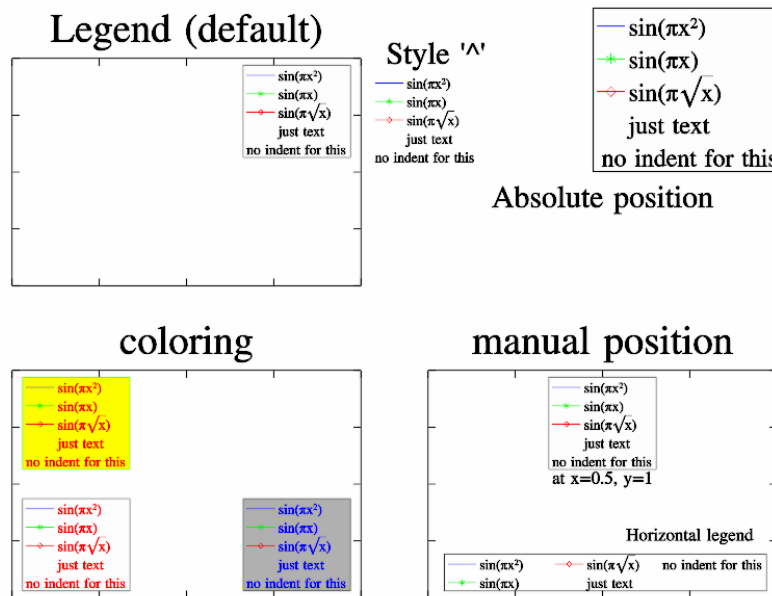 Legend (default)
sin(πx²)
sin(πx)
sin(π√x)
just text
no indent for this
Style '^'
sin(πx²)
sin(πx)
sin(π√x)
just text
no indent for this
sin(πx²)
sin(πx)
sin(π√x)
just text
no indent for this
Absolute position
coloring
sin(πx²)
sin(πx)
sin(π√x)
just text
no indent for this
sin(πx²)
sin(πx)
sin(π√x)
just text
no indent for this
sin(πx²)
sin(πx)
sin(π√x)
just text
no indent for this
manual position
sin(πx²)
sin(πx)
sin(π√x)
just text
no indent for this
at x=0.5, y=1
Horizontal legend
sin(πx²) sin(π√x) no indent for this
sin(πx) just text